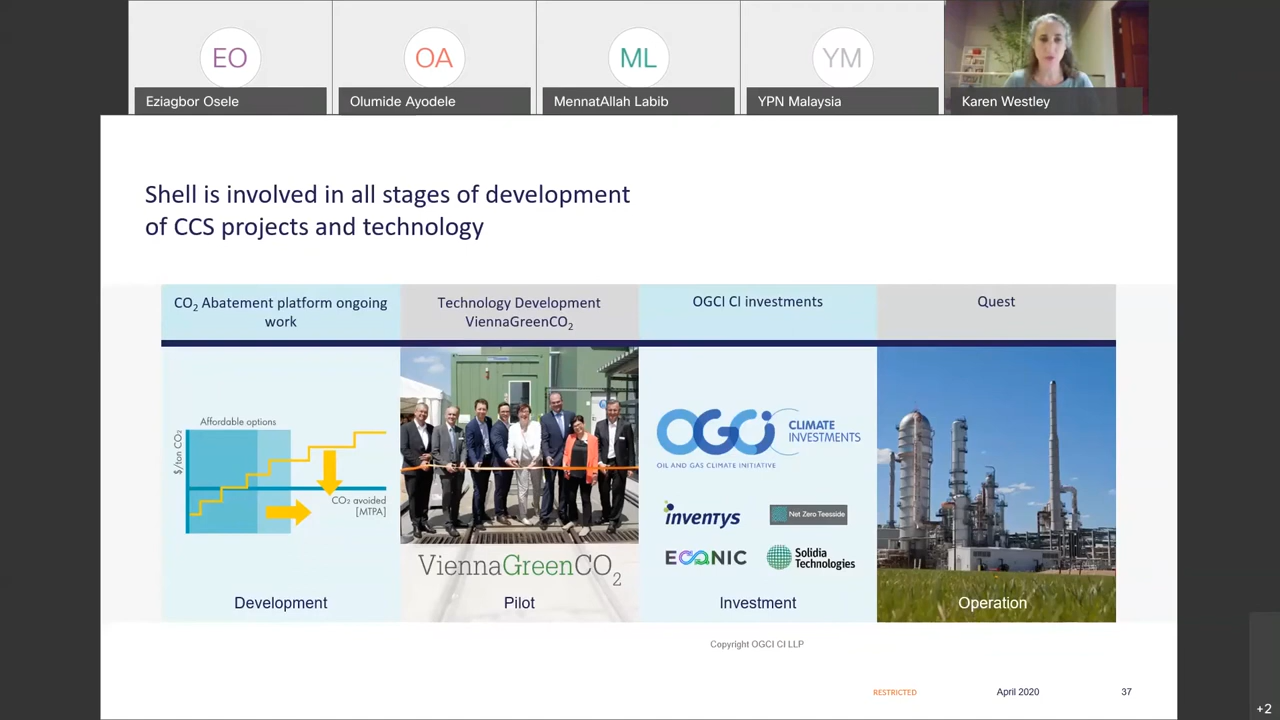 EO
OA
ML
YM
Eziagbor Osele
Olumide Ayodele
MennatAllah Labib
YPN Malaysia
Karen Westley
Shell is involved in all stages of development
of CCS projects and technology
CO₂ Abatement platform ongoing
work
Technology Development
ViennaGreenCO₂
OGCI CI investments
Quest
Affordable options
$/ton CO₂
CO₂ avoided
[MTPA]
ViennaGreenCO₂
OGCi
CLIMATE
INVESTMENTS
OIL AND GAS CLIMATE INITIATIVE
inventys
Net Zero Teesside
ECONIC
Solidia
Technologies
Development
Pilot
Investment
Operation
Copyright OGCI CI LLP
RESTRICTED
April 2020
37
+2